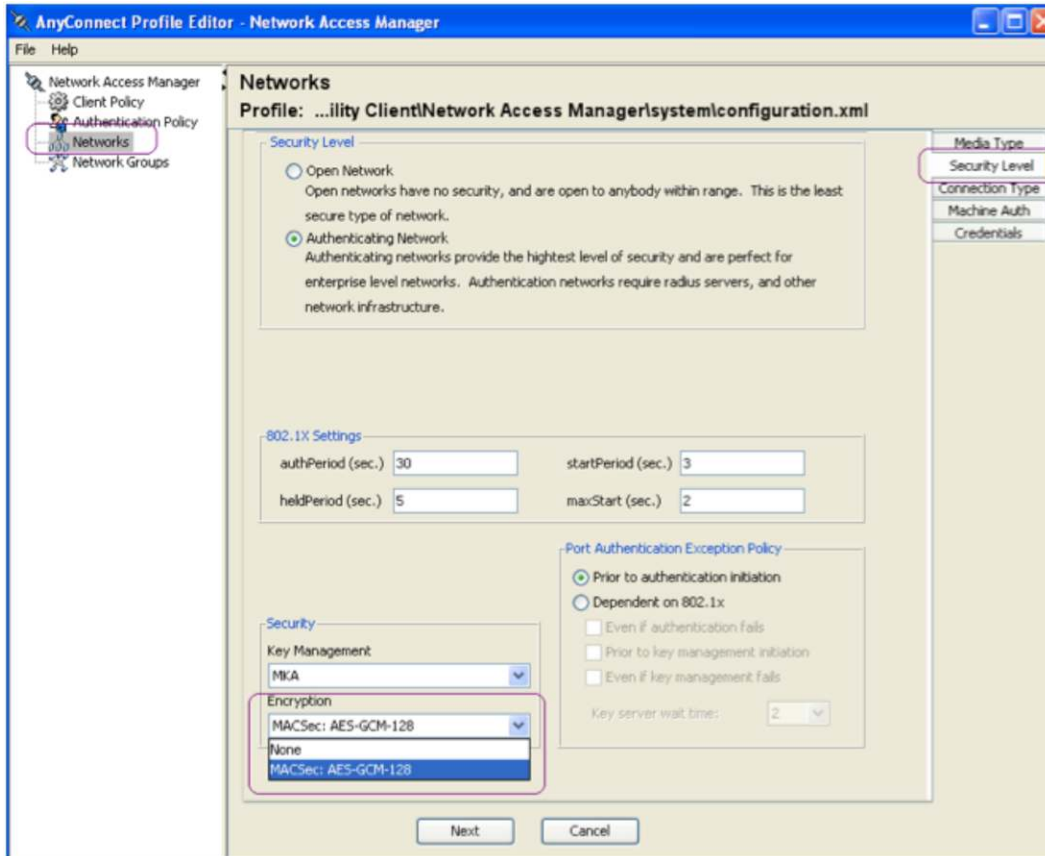 AnyConnect Profile Editor - Network Access Manager
File Help
Network Access Manager
Client Policy
Authentication Policy
Networks
Network Groups
Networks
Profile: ...ility Client\Network Access Manager\system\configuration.xml
Media Type
Security Level
Connection Type
Machine Auth
Credentials
Security Level
Open Network
Open networks have no security, and are open to anybody within range. This is the least
secure type of network.
Authenticating Network
Authenticating networks provide the hightest level of security and are perfect for
enterprise level networks. Authentication networks require radius servers, and other
network infrastructure.
802.1X Settings
authPeriod (sec.) 30 startPeriod (sec.) 3
heldPeriod (sec.) 5 maxStart (sec.) 2
Port Authentication Exception Policy
Prior to authentication initiation
Dependent on 802.1x
Even if authentication fails
Prior to key management initiation
Even if key management fails
Key server wait time: 2
Security
Key Management
MKA
Encryption
MACSec: AES-GCM-128
None
MACSec: AES-GCM-128
Next Cancel